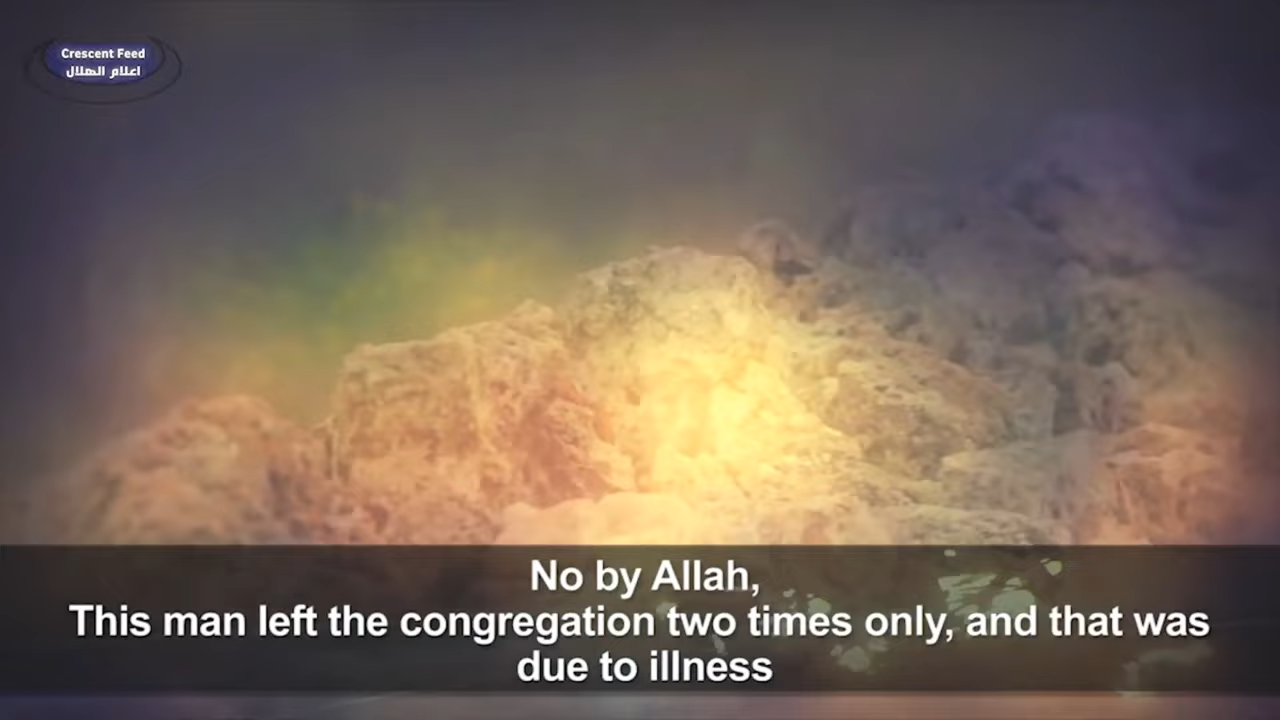 Crescent Feed
اعلام الهلال
No by Allah,
This man left the congregation two times only, and that was
due to illness